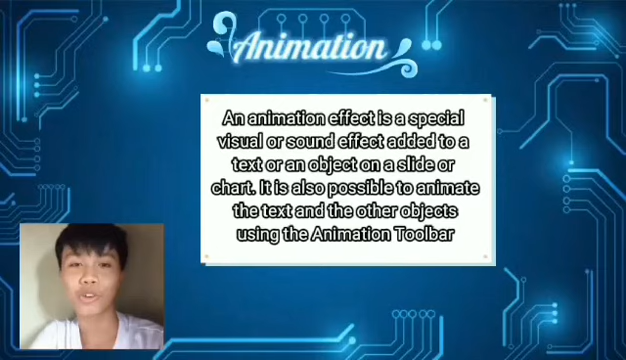 Animation
An animation effect is a special
visual or sound effect added to a
text or an object on a slide or
chart. It is also possible to animate
the text and the other objects
using the Animation Toolbar